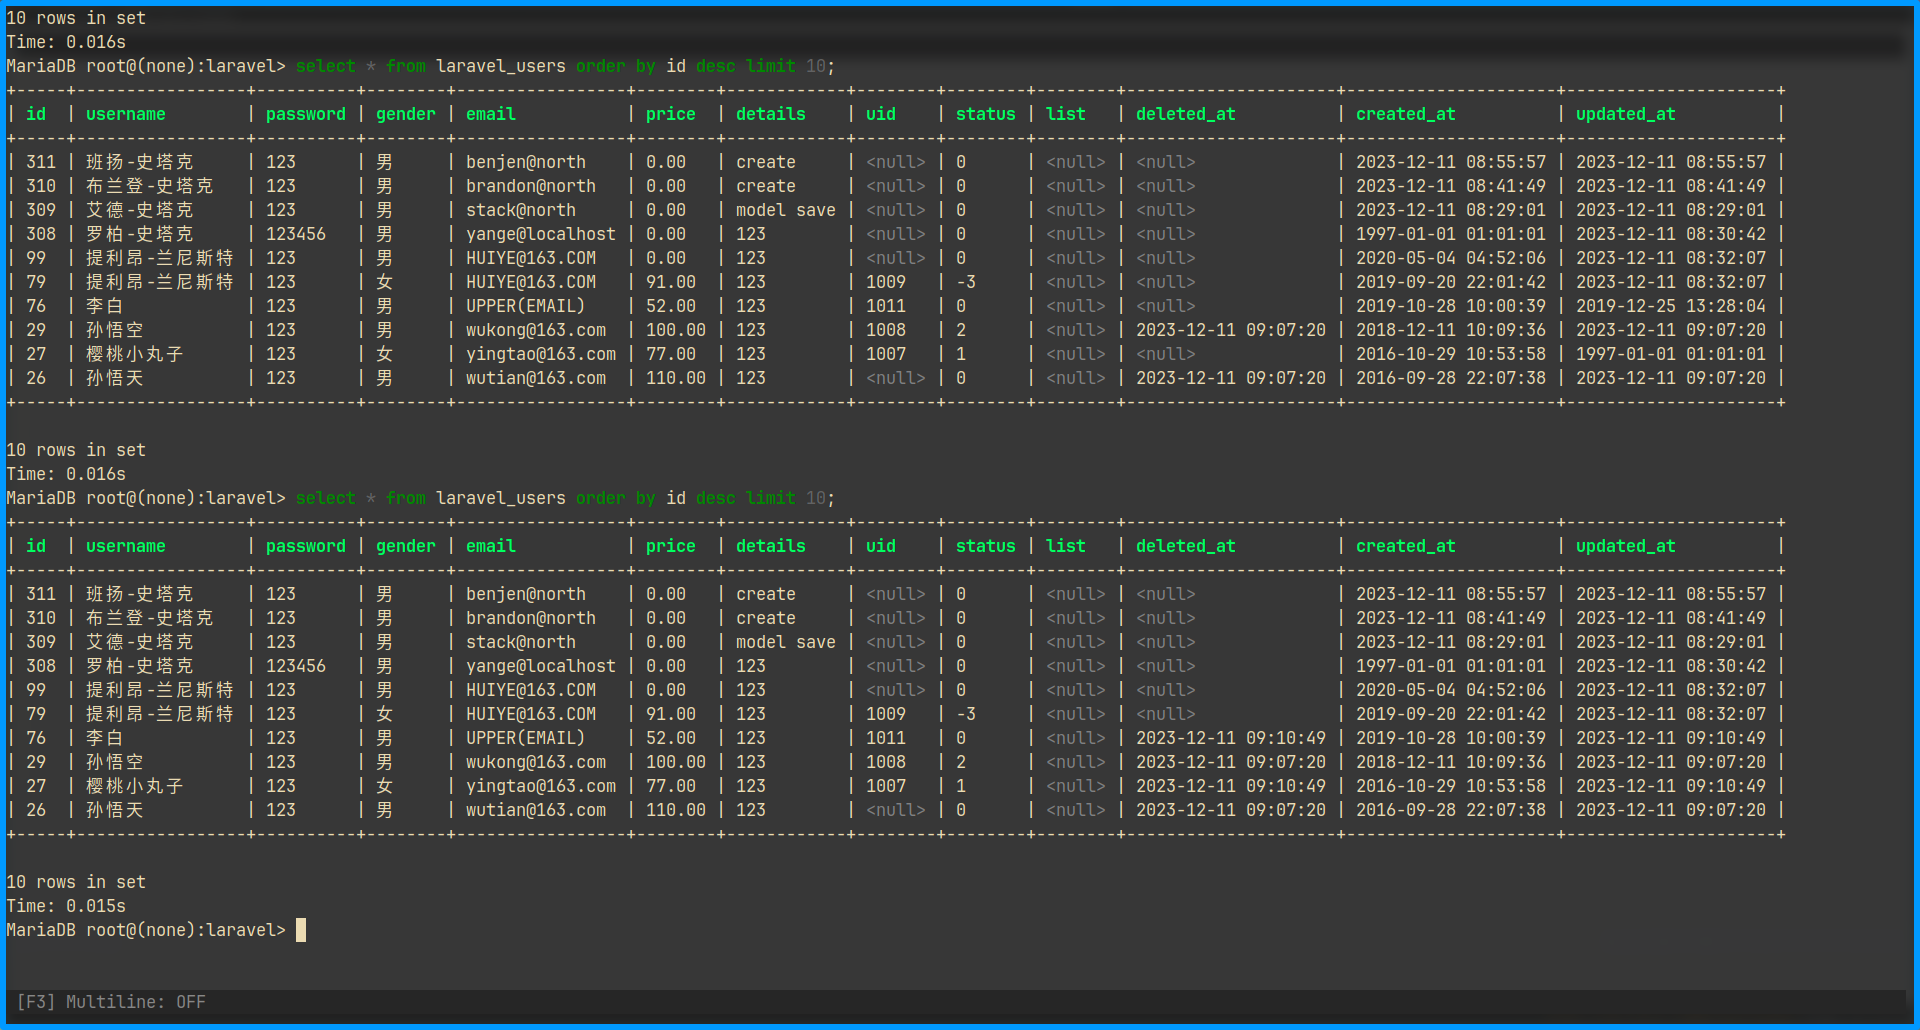 10 rows in set
Time: 0.016s
MariaDB root@(none):laravel> select * from laravel_users order by id desc limit 10;
+------+-----------------+----------+--------+-----------------+--------+------------+--------+--------+--------+---------------------+---------------------+---------------------+
| id | username | password | gender | email | price | details | uid | status | list | deleted_at | created_at | updated_at |
+------+-----------------+----------+--------+-----------------+--------+------------+--------+--------+--------+---------------------+---------------------+---------------------+
| 311 | 班扬-史塔克 | 123 | 男 | benjen@north | 0.00 | create | <null> | 0 | <null> | <null> | 2023-12-11 08:55:57 | 2023-12-11 08:55:57 |
| 310 | 布兰登-史塔克 | 123 | 男 | brandon@north | 0.00 | create | <null> | 0 | <null> | <null> | 2023-12-11 08:41:49 | 2023-12-11 08:41:49 |
| 309 | 艾德-史塔克 | 123 | 男 | stack@north | 0.00 | model save | <null> | 0 | <null> | <null> | 2023-12-11 08:29:01 | 2023-12-11 08:29:01 |
| 308 | 罗柏-史塔克 | 123456 | 男 | yange@localhost | 0.00 | 123 | <null> | 0 | <null> | <null> | 1997-01-01 01:01:01 | 2023-12-11 08:30:42 |
| 99 | 提利昂-兰尼斯特 | 123 | 男 | HUIYE@163.COM | 0.00 | 123 | <null> | 0 | <null> | <null> | 2020-05-04 04:52:06 | 2023-12-11 08:32:07 |
| 79 | 提利昂-兰尼斯特 | 123 | 女 | HUIYE@163.COM | 91.00 | 123 | 1009 | -3 | <null> | <null> | 2019-09-20 22:01:42 | 2023-12-11 08:32:07 |
| 76 | 李白 | 123 | 男 | UPPER(EMAIL) | 52.00 | 123 | 1011 | 0 | <null> | <null> | 2019-10-28 10:00:39 | 2019-12-25 13:28:04 |
| 29 | 孙悟空 | 123 | 男 | wukong@163.com | 100.00 | 123 | 1008 | 2 | <null> | 2023-12-11 09:07:20 | 2018-12-11 10:09:36 | 2023-12-11 09:07:20 |
| 27 | 樱桃小丸子 | 123 | 女 | yingtao@163.com | 77.00 | 123 | 1007 | 1 | <null> | <null> | 2016-10-29 10:53:58 | 1997-01-01 01:01:01 |
| 26 | 孙悟天 | 123 | 男 | wutian@163.com | 110.00 | 123 | <null> | 0 | <null> | 2023-12-11 09:07:20 | 2016-09-28 22:07:38 | 2023-12-11 09:07:20 |
+------+-----------------+----------+--------+-----------------+--------+------------+--------+--------+--------+---------------------+---------------------+---------------------+
10 rows in set
Time: 0.016s
MariaDB root@(none):laravel> select * from laravel_users order by id desc limit 10;
+------+-----------------+----------+--------+-----------------+--------+------------+--------+--------+--------+---------------------+---------------------+---------------------+
| id | username | password | gender | email | price | details | uid | status | list | deleted_at | created_at | updated_at |
+------+-----------------+----------+--------+-----------------+--------+------------+--------+--------+--------+---------------------+---------------------+---------------------+
| 311 | 班扬-史塔克 | 123 | 男 | benjen@north | 0.00 | create | <null> | 0 | <null> | <null> | 2023-12-11 08:55:57 | 2023-12-11 08:55:57 |
| 310 | 布兰登-史塔克 | 123 | 男 | brandon@north | 0.00 | create | <null> | 0 | <null> | <null> | 2023-12-11 08:41:49 | 2023-12-11 08:41:49 |
| 309 | 艾德-史塔克 | 123 | 男 | stack@north | 0.00 | model save | <null> | 0 | <null> | <null> | 2023-12-11 08:29:01 | 2023-12-11 08:29:01 |
| 308 | 罗柏-史塔克 | 123456 | 男 | yange@localhost | 0.00 | 123 | <null> | 0 | <null> | <null> | 1997-01-01 01:01:01 | 2023-12-11 08:30:42 |
| 99 | 提利昂-兰尼斯特 | 123 | 男 | HUIYE@163.COM | 0.00 | 123 | <null> | 0 | <null> | <null> | 2020-05-04 04:52:06 | 2023-12-11 08:32:07 |
| 79 | 提利昂-兰尼斯特 | 123 | 女 | HUIYE@163.COM | 91.00 | 123 | 1009 | -3 | <null> | <null> | 2019-09-20 22:01:42 | 2023-12-11 08:32:07 |
| 76 | 李白 | 123 | 男 | UPPER(EMAIL) | 52.00 | 123 | 1011 | 0 | <null> | 2023-12-11 09:10:49 | 2019-10-28 10:00:39 | 2023-12-11 09:10:49 |
| 29 | 孙悟空 | 123 | 男 | wukong@163.com | 100.00 | 123 | 1008 | 2 | <null> | 2023-12-11 09:07:20 | 2018-12-11 10:09:36 | 2023-12-11 09:07:20 |
| 27 | 樱桃小丸子 | 123 | 女 | yingtao@163.com | 77.00 | 123 | 1007 | 1 | <null> | 2023-12-11 09:10:49 | 2016-10-29 10:53:58 | 2023-12-11 09:10:49 |
| 26 | 孙悟天 | 123 | 男 | wutian@163.com | 110.00 | 123 | <null> | 0 | <null> | 2023-12-11 09:07:20 | 2016-09-28 22:07:38 | 2023-12-11 09:07:20 |
+------+-----------------+----------+--------+-----------------+--------+------------+--------+--------+--------+---------------------+---------------------+---------------------+
10 rows in set
Time: 0.015s
MariaDB root@(none):laravel>
[F3] Multiline: OFF